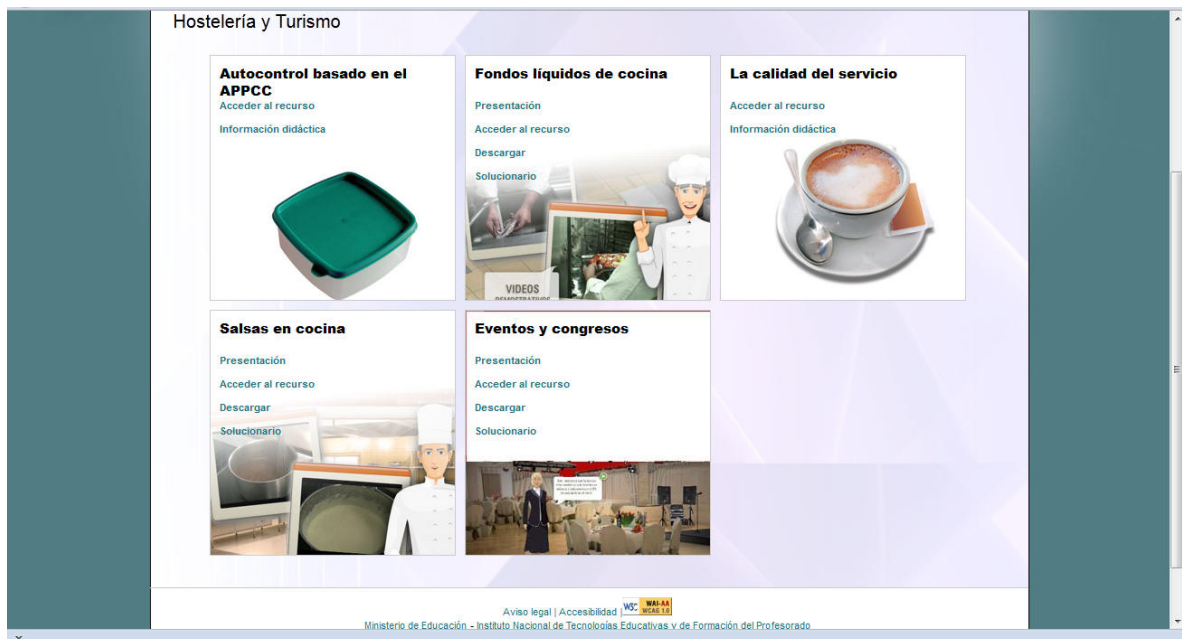 Hostelería y Turismo
Autocontrol basado en el
APPCC
Acceder al recurso
Información didáctica
Fondos líquidos de cocina
Presentación
Acceder al recurso
Descargar
Solucionario
VIDEOS
DEMOSTRATIVOS
La calidad del servicio
Acceder al recurso
Información didáctica
Salsas en cocina
Presentación
Acceder al recurso
Descargar
Solucionario
Eventos y congresos
Presentación
Acceder al recurso
Descargar
Solucionario
Aviso legal | Accesibilidad | W3C WAI-AA WCAG 1.0
Ministerio de Educación - Instituto Nacional de Tecnologías Educativas y de Formación del Profesorado